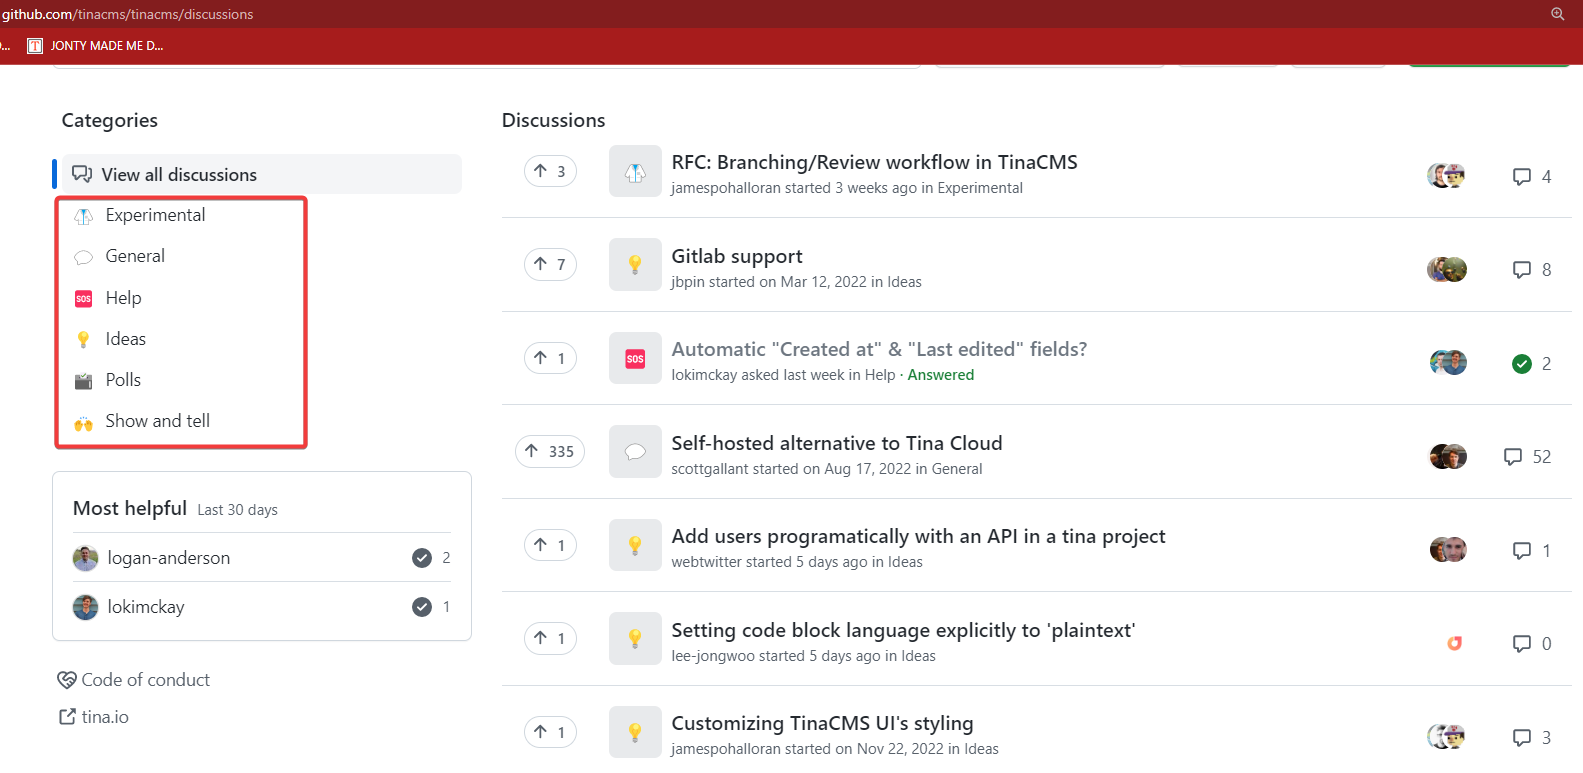 github.com/tinacms/tinacms/discussions
... JONTY MADE ME D...
Categories
View all discussions
Experimental
General
SOS Help
Ideas
Polls
Show and tell
Most helpful Last 30 days
logan-anderson 2
lokimckay 1
Code of conduct
tina.io
Discussions
3 RFC: Branching/Review workflow in TinaCMS 4
jamespohalloran started 3 weeks ago in Experimental
7 Gitlab support 8
jbpin started on Mar 12, 2022 in Ideas
1 SOS Automatic "Created at" & "Last edited" fields? 2
lokimckay asked last week in Help · Answered
335 Self-hosted alternative to Tina Cloud 52
scottgallant started on Aug 17, 2022 in General
1 Add users programatically with an API in a tina project 1
webtwitter started 5 days ago in Ideas
1 Setting code block language explicitly to 'plaintext' 0
lee-jongwoo started 5 days ago in Ideas
1 Customizing TinaCMS UI's styling 3
jamespohalloran started on Nov 22, 2022 in Ideas